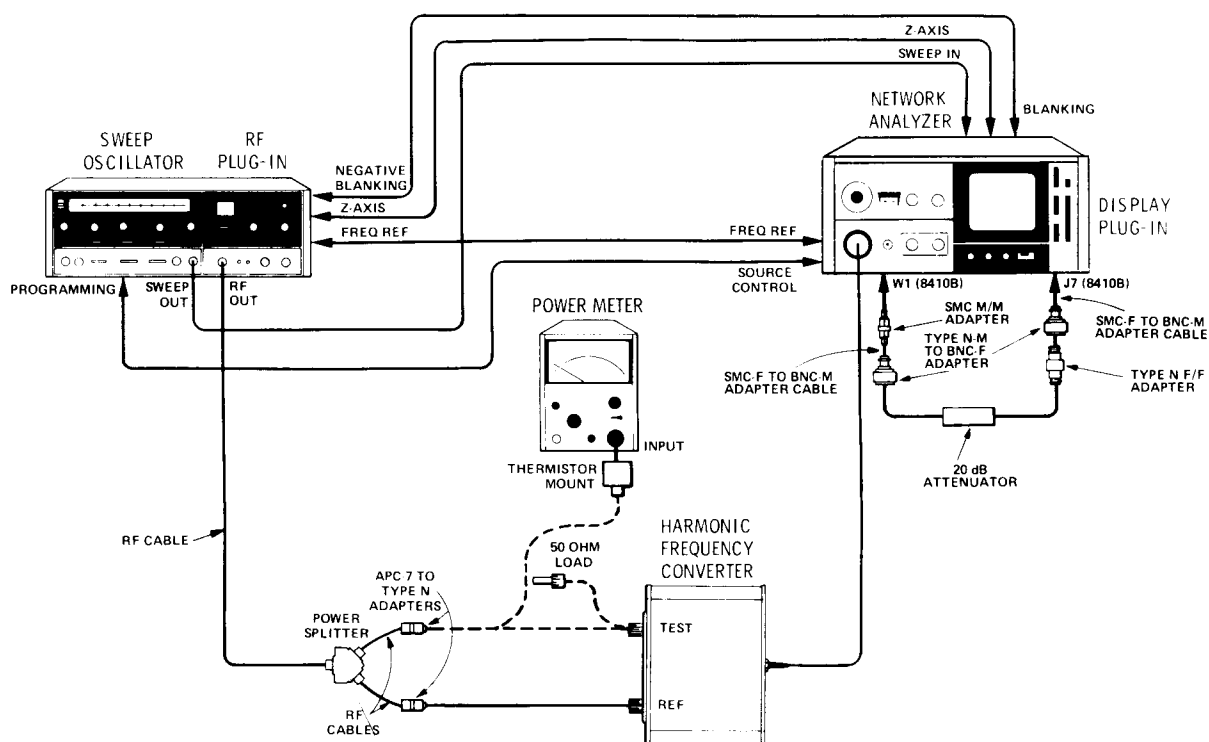 Z-AXIS
SWEEP IN
NETWORK
ANALYZER
BLANKING
SWEEP
OSCILLATOR
RF
PLUG-IN
NEGATIVE
BLANKING
Z-AXIS
FREQ REF
FREQ REF
DISPLAY
PLUG-IN
PROGRAMMING
SWEEP
OUT
RF
OUT
SOURCE
CONTROL
W1 (8410B)
J7 (8410B)
POWER METER
SMC M/M
ADAPTER
SMC-F TO BNC-M
ADAPTER CABLE
TYPE N-M
TO BNC-F
ADAPTER
SMC-F TO BNC-M
ADAPTER CABLE
TYPE N F/F
ADAPTER
INPUT
THERMISTOR
MOUNT
20 dB
ATTENUATOR
RF CABLE
50 OHM
LOAD
HARMONIC
FREQUENCY
CONVERTER
APC-7 TO
TYPE N
ADAPTERS
POWER
SPLITTER
TEST
REF
RF
CABLES